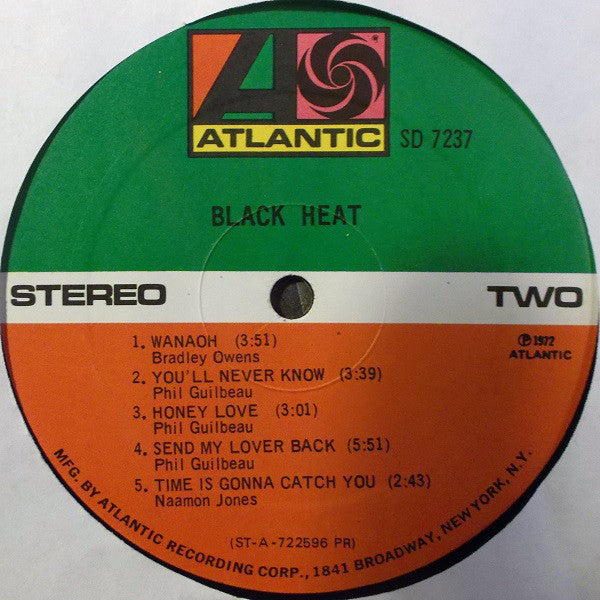 A
ATLANTIC
®
SD 7237
BLACK HEAT
STEREO
TWO
℗ 1972
ATLANTIC
1. WANAOH (3:51)
Bradley Owens
2. YOU'LL NEVER KNOW (3:39)
Phil Guilbeau
3. HONEY LOVE (3:01)
Phil Guilbeau
4. SEND MY LOVER BACK (5:51)
Phil Guilbeau
5. TIME IS GONNA CATCH YOU (2:43)
Naamon Jones
(ST-A-722596 PR)
MFG. BY ATLANTIC RECORDING CORP., 1841 BROADWAY, NEW YORK, N.Y.